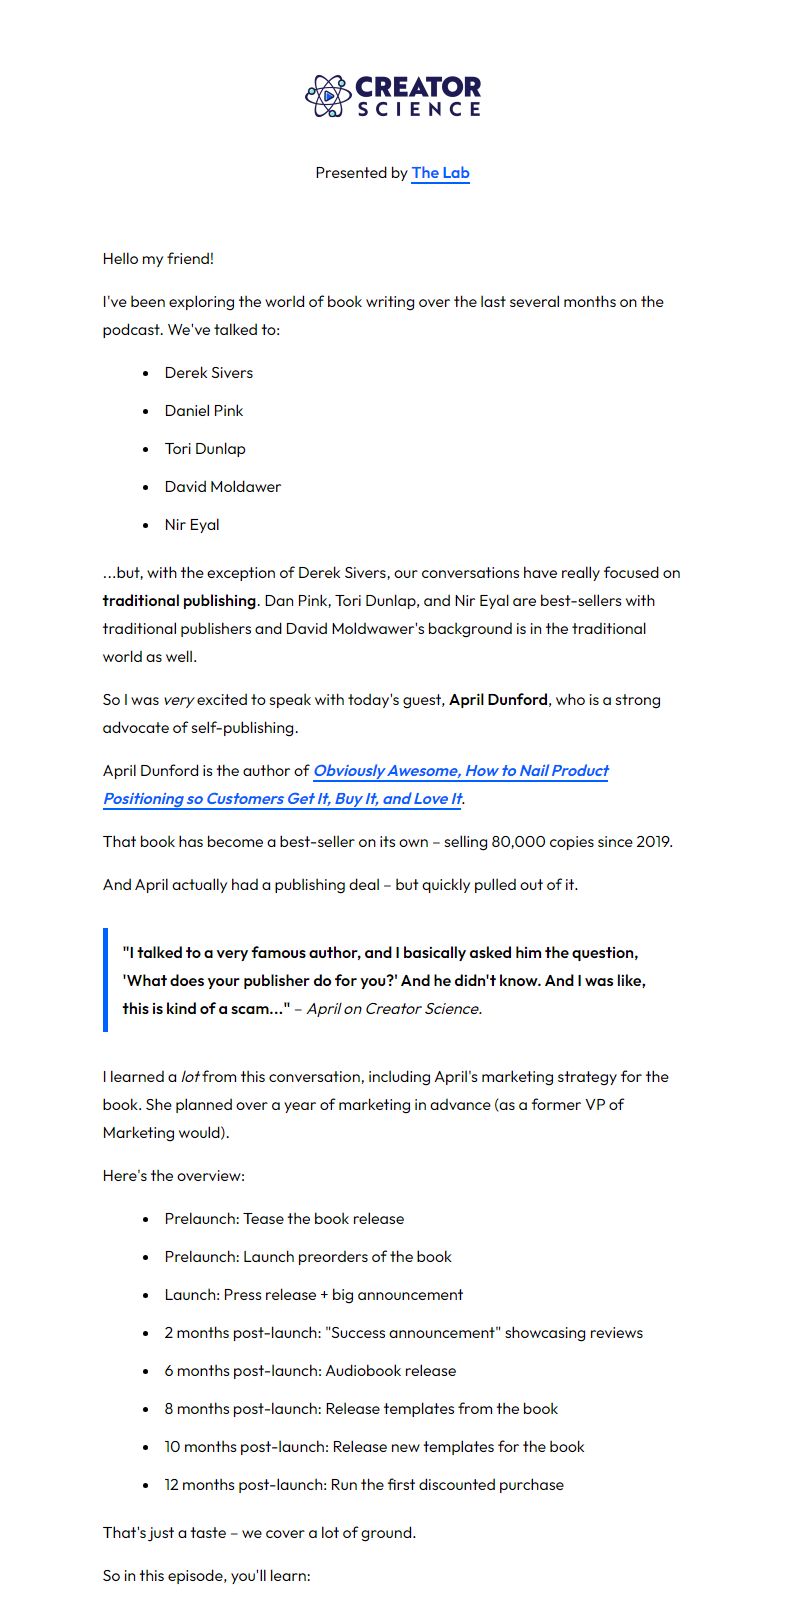 CREATOR
SCIENCE
Presented by The Lab
Hello my friend!
I've been exploring the world of book writing over the last several months on the
podcast. We've talked to:
• Derek Sivers
• Daniel Pink
• Tori Dunlap
• David Moldawer
• Nir Eyal
...but, with the exception of Derek Sivers, our conversations have really focused on
traditional publishing. Dan Pink, Tori Dunlap, and Nir Eyal are best-sellers with
traditional publishers and David Moldwawer's background is in the traditional
world as well.
So I was very excited to speak with today's guest, April Dunford, who is a strong
advocate of self-publishing.
April Dunford is the author of Obviously Awesome, How to Nail Product
Positioning so Customers Get It, Buy It, and Love It.
That book has become a best-seller on its own – selling 80,000 copies since 2019.
And April actually had a publishing deal – but quickly pulled out of it.
"I talked to a very famous author, and I basically asked him the question,
'What does your publisher do for you?' And he didn't know. And I was like,
this is kind of a scam..." – April on Creator Science.
I learned a lot from this conversation, including April's marketing strategy for the
book. She planned over a year of marketing in advance (as a former VP of
Marketing would).
Here's the overview:
• Prelaunch: Tease the book release
• Prelaunch: Launch preorders of the book
• Launch: Press release + big announcement
• 2 months post-launch: "Success announcement" showcasing reviews
• 6 months post-launch: Audiobook release
• 8 months post-launch: Release templates from the book
• 10 months post-launch: Release new templates for the book
• 12 months post-launch: Run the first discounted purchase
That's just a taste – we cover a lot of ground.
So in this episode, you'll learn: